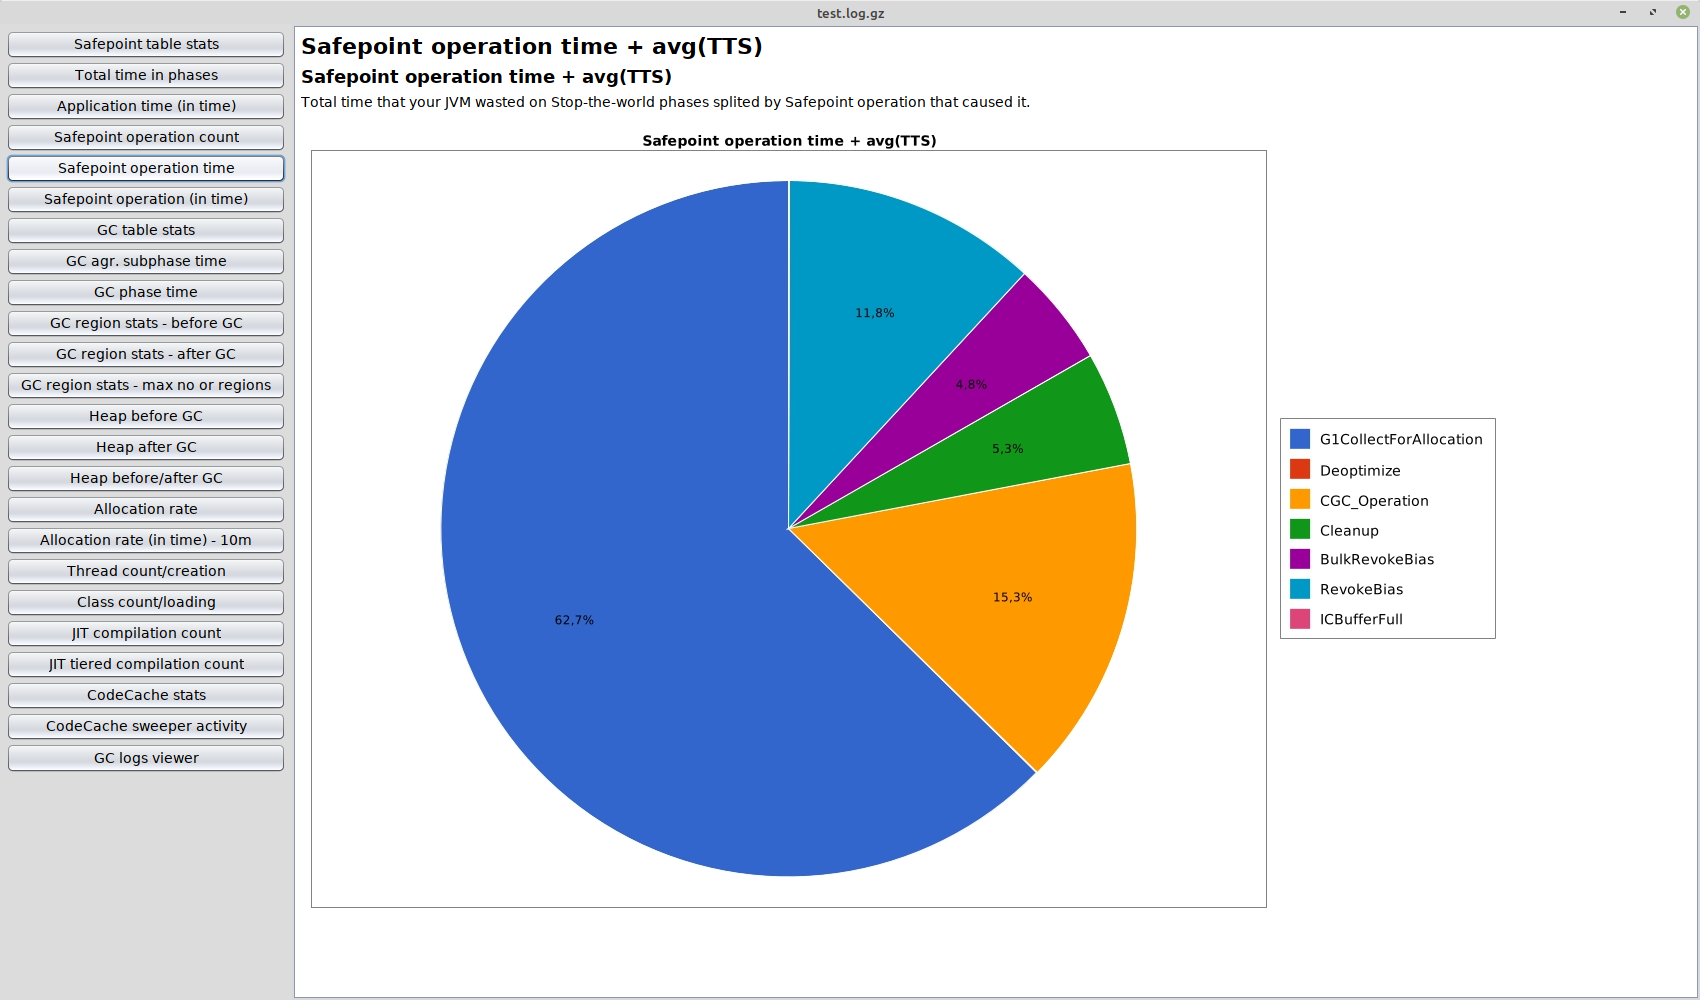 test.log.gz
Safepoint table stats
Total time in phases
Application time (in time)
Safepoint operation count
Safepoint operation time
Safepoint operation (in time)
GC table stats
GC agr. subphase time
GC phase time
GC region stats - before GC
GC region stats - after GC
GC region stats - max no or regions
Heap before GC
Heap after GC
Heap before/after GC
Allocation rate
Allocation rate (in time) - 10m
Thread count/creation
Class count/loading
JIT compilation count
JIT tiered compilation count
CodeCache stats
CodeCache sweeper activity
GC logs viewer
Safepoint operation time + avg(TTS)
Safepoint operation time + avg(TTS)
Total time that your JVM wasted on Stop-the-world phases splited by Safepoint operation that caused it.
Safepoint operation time + avg(TTS)
11,8%
4,8%
5,3%
15,3%
62,7%
G1CollectForAllocation
Deoptimize
CGC_Operation
Cleanup
BulkRevokeBias
RevokeBias
ICBufferFull